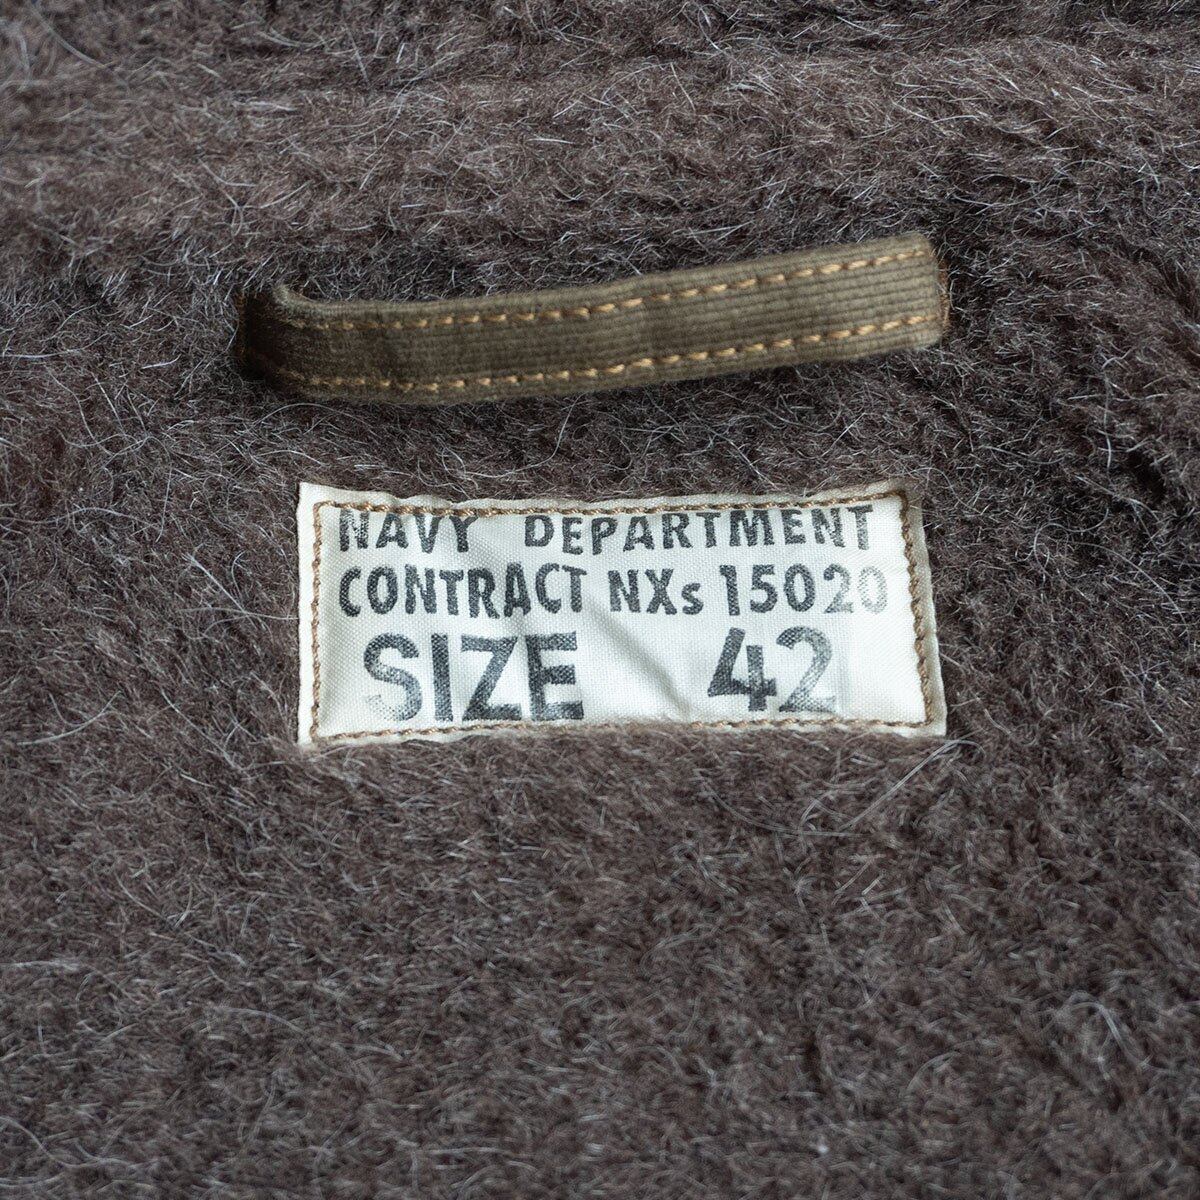 NAVY DEPARTMENT
CONTRACT NXs 15020
SIZE 42